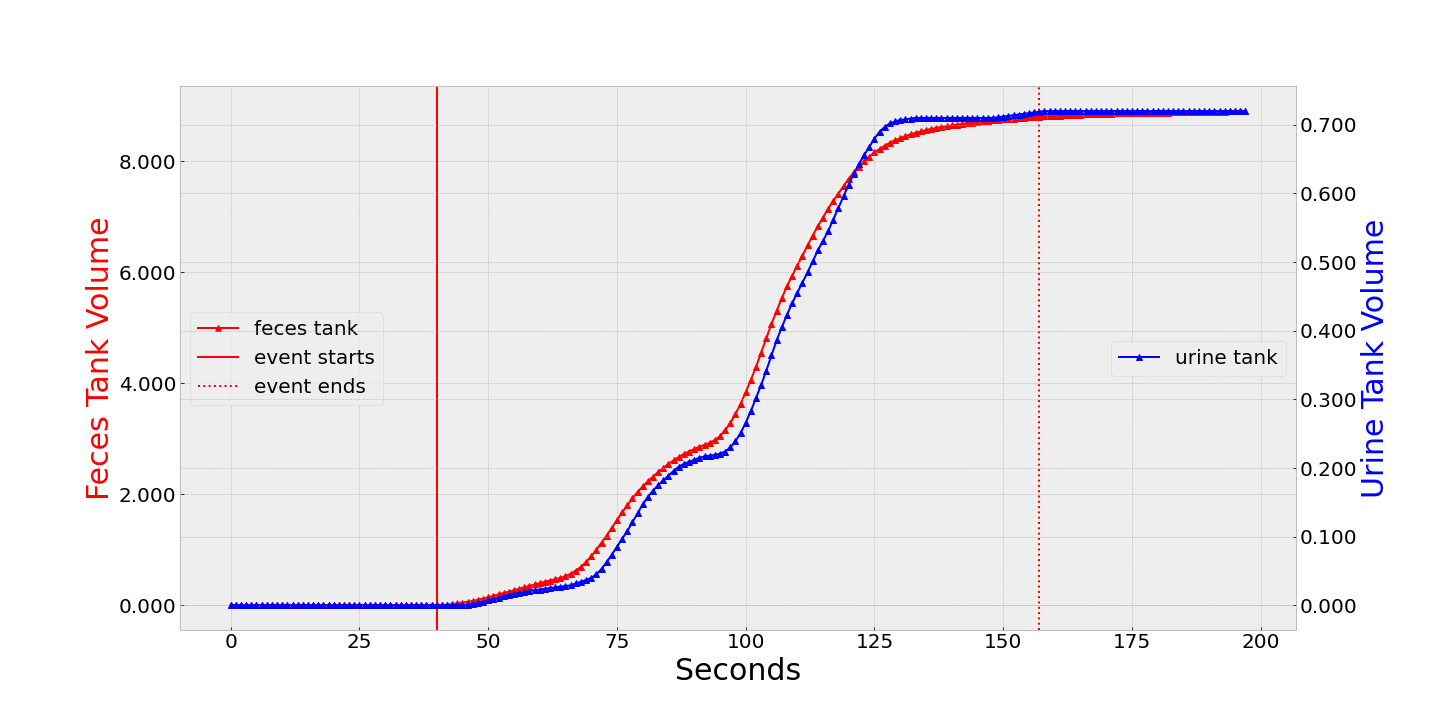 Feces Tank Volume
8.000
6.000
4.000
2.000
0.000
feces tank
event starts
event ends
urine tank
0.700
0.600
0.500
0.400
0.300
0.200
0.100
0.000
Urine Tank Volume
0 25 50 75 100 125 150 175 200
Seconds